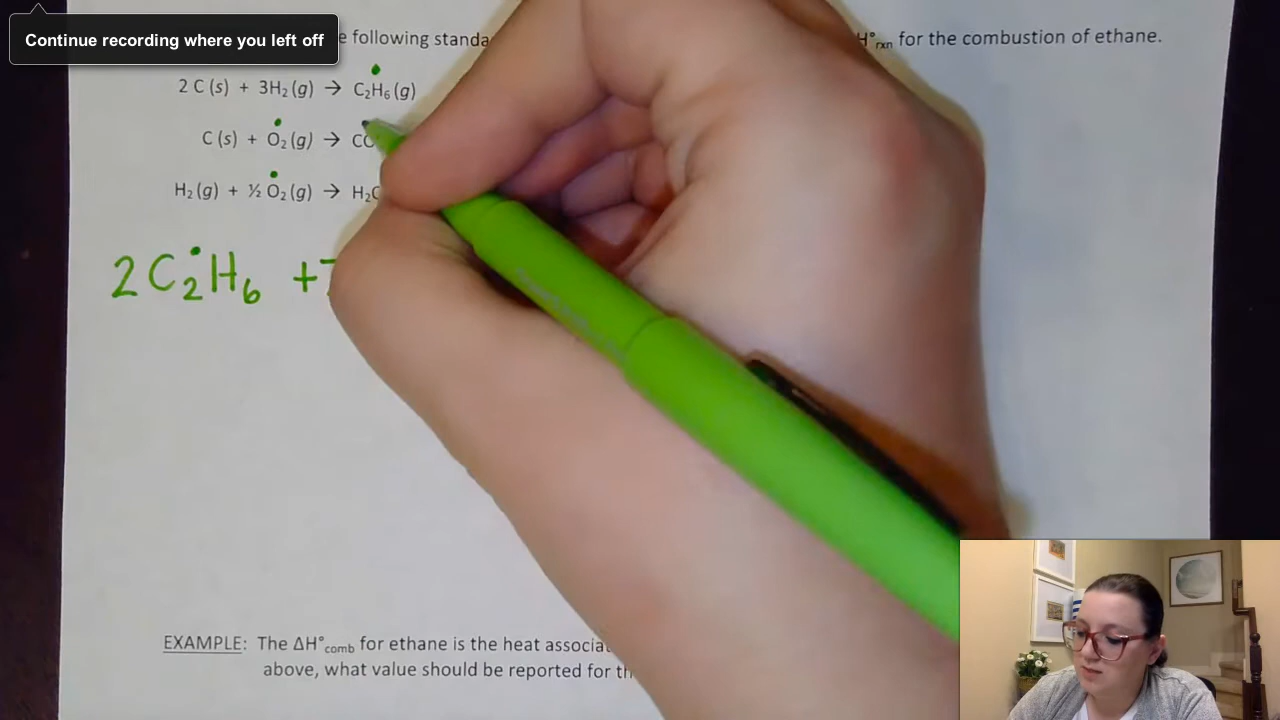 Continue recording where you left off
e following standa H°rxn for the combustion of ethane.
2 C (s) + 3H₂ (g) → C₂H₆ (g)
C (s) + O₂ (g) → CO
H₂ (g) + ½ O₂ (g) → H₂O
2 C₂H₆ +
EXAMPLE: The ΔH°comb for ethane is the heat associat
above, what value should be reported for th